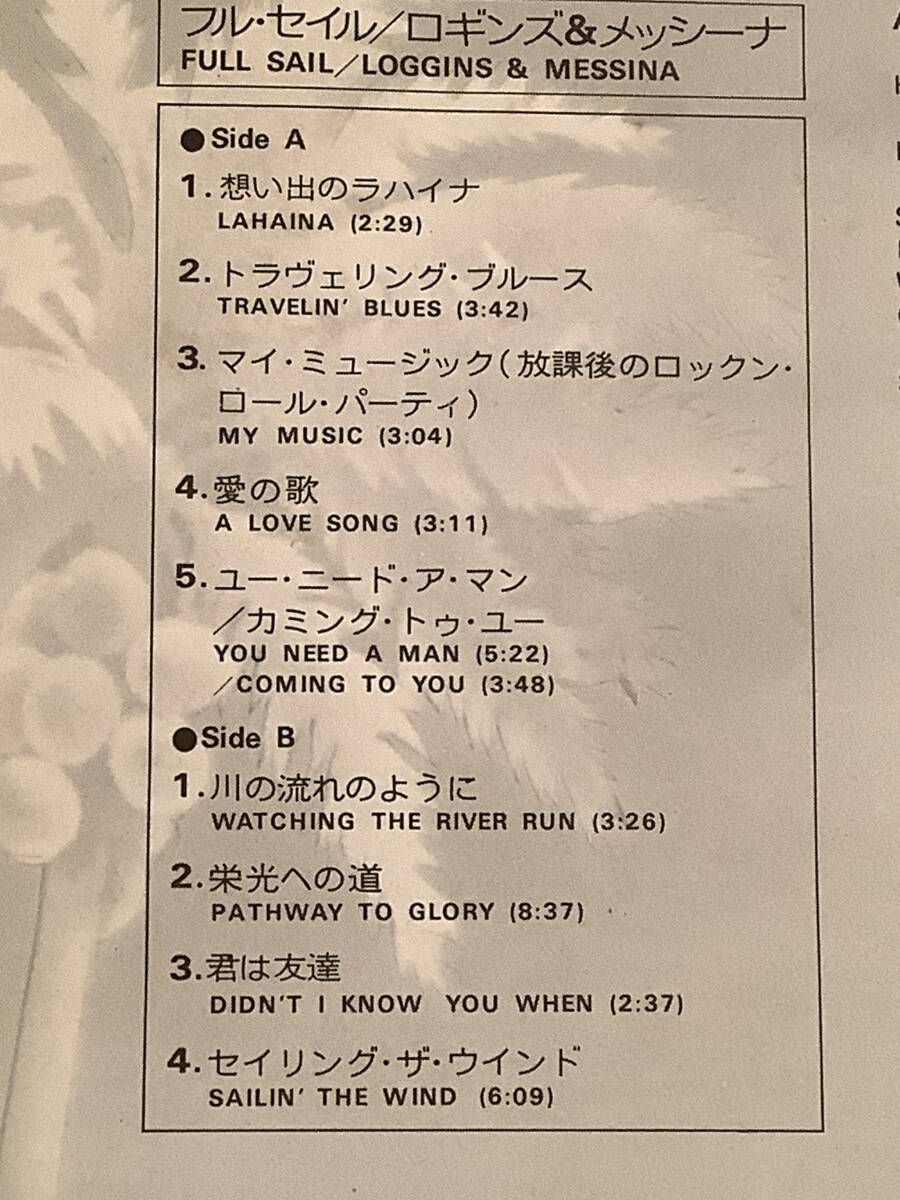 フル・セイル/ロギンズ&メッシーナ
FULL SAIL/LOGGINS & MESSINA
●Side A
1.想い出のラハイナ
LAHAINA (2:29)
2.トラヴェリング・ブルース
TRAVELIN' BLUES (3:42)
3.マイ・ミュージック(放課後のロックン・
ロール・パーティ)
MY MUSIC (3:04)
4.愛の歌
A LOVE SONG (3:11)
5.ユー・ニード・ア・マン
/カミング・トゥ・ユー
YOU NEED A MAN (5:22)
/COMING TO YOU (3:48)
●Side B
1.川の流れのように
WATCHING THE RIVER RUN (3:26)
2.栄光への道
PATHWAY TO GLORY (8:37)
3.君は友達
DIDN'T I KNOW YOU WHEN (2:37)
4.セイリング・ザ・ウインド
SAILIN' THE WIND (6:09)